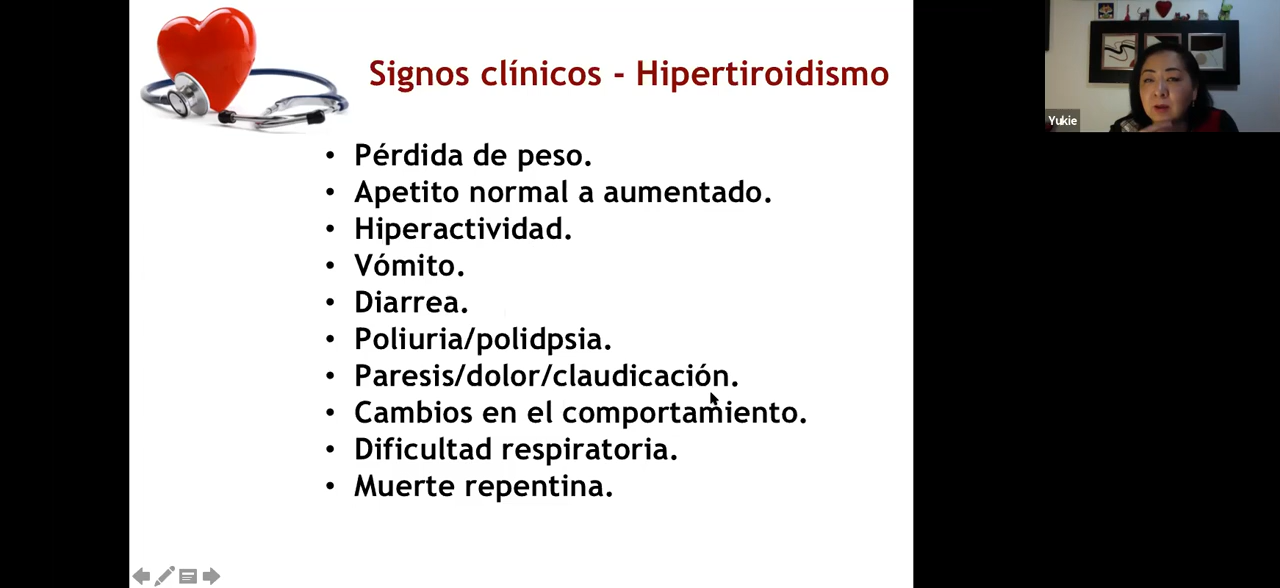 Signos clínicos - Hipertiroidismo
Yukie
• Pérdida de peso.
• Apetito normal a aumentado.
• Hiperactividad.
• Vómito.
• Diarrea.
• Poliuria/polidpsia.
• Paresis/dolor/claudicación.
• Cambios en el comportamiento.
• Dificultad respiratoria.
• Muerte repentina.